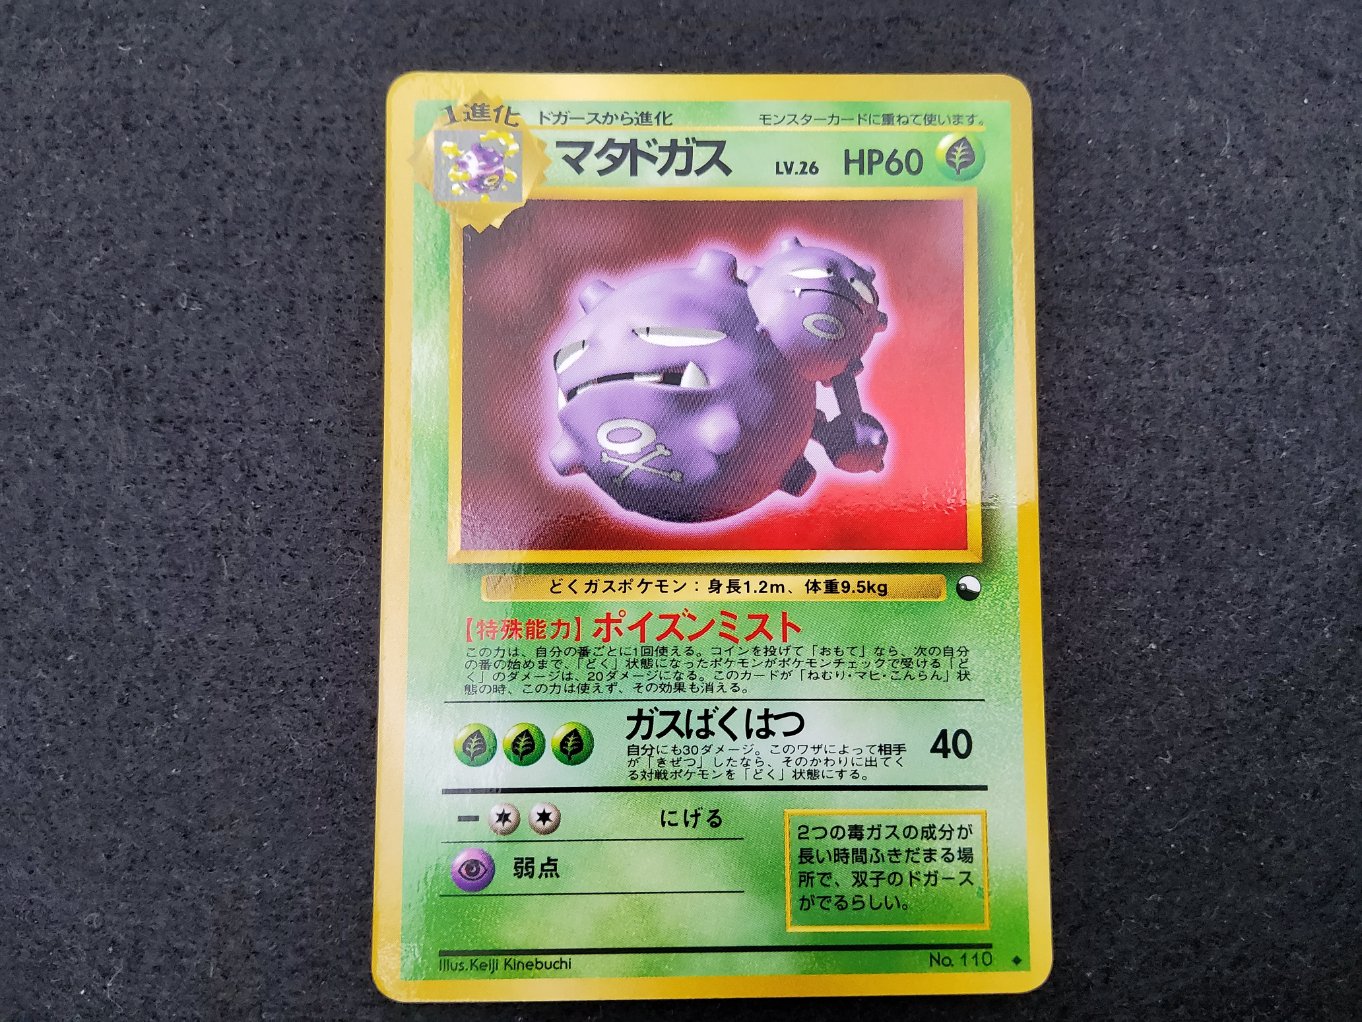 1進化 ドガースから進化 モンスターカードに重ねて使います。
マタドガス LV.26 HP60
どくガスポケモン：身長1.2m、体重9.5kg
【特殊能力】ポイズンミスト
この力は、自分の番ごとに1回使える。コインを投げて「おもて」なら、次の自分
の番の始めまで、「どく」状態になったポケモンがポケモンチェックで受ける「ど
く」のダメージは、20ダメージになる。このカードが「ねむり・マヒ・こんらん」状
態の時、この力は使えず、その効果も消える。
ガスばくはつ 40
自分にも30ダメージ。このワザによって相手
が「きぜつ」したなら、そのかわりに出てく
る対戦ポケモンを「どく」状態にする。
にげる
弱点
2つの毒ガスの成分が
長い時間ふきだまる場
所で、双子のドガース
がでるらしい。
Illus.Keiji Kinebuchi No. 110